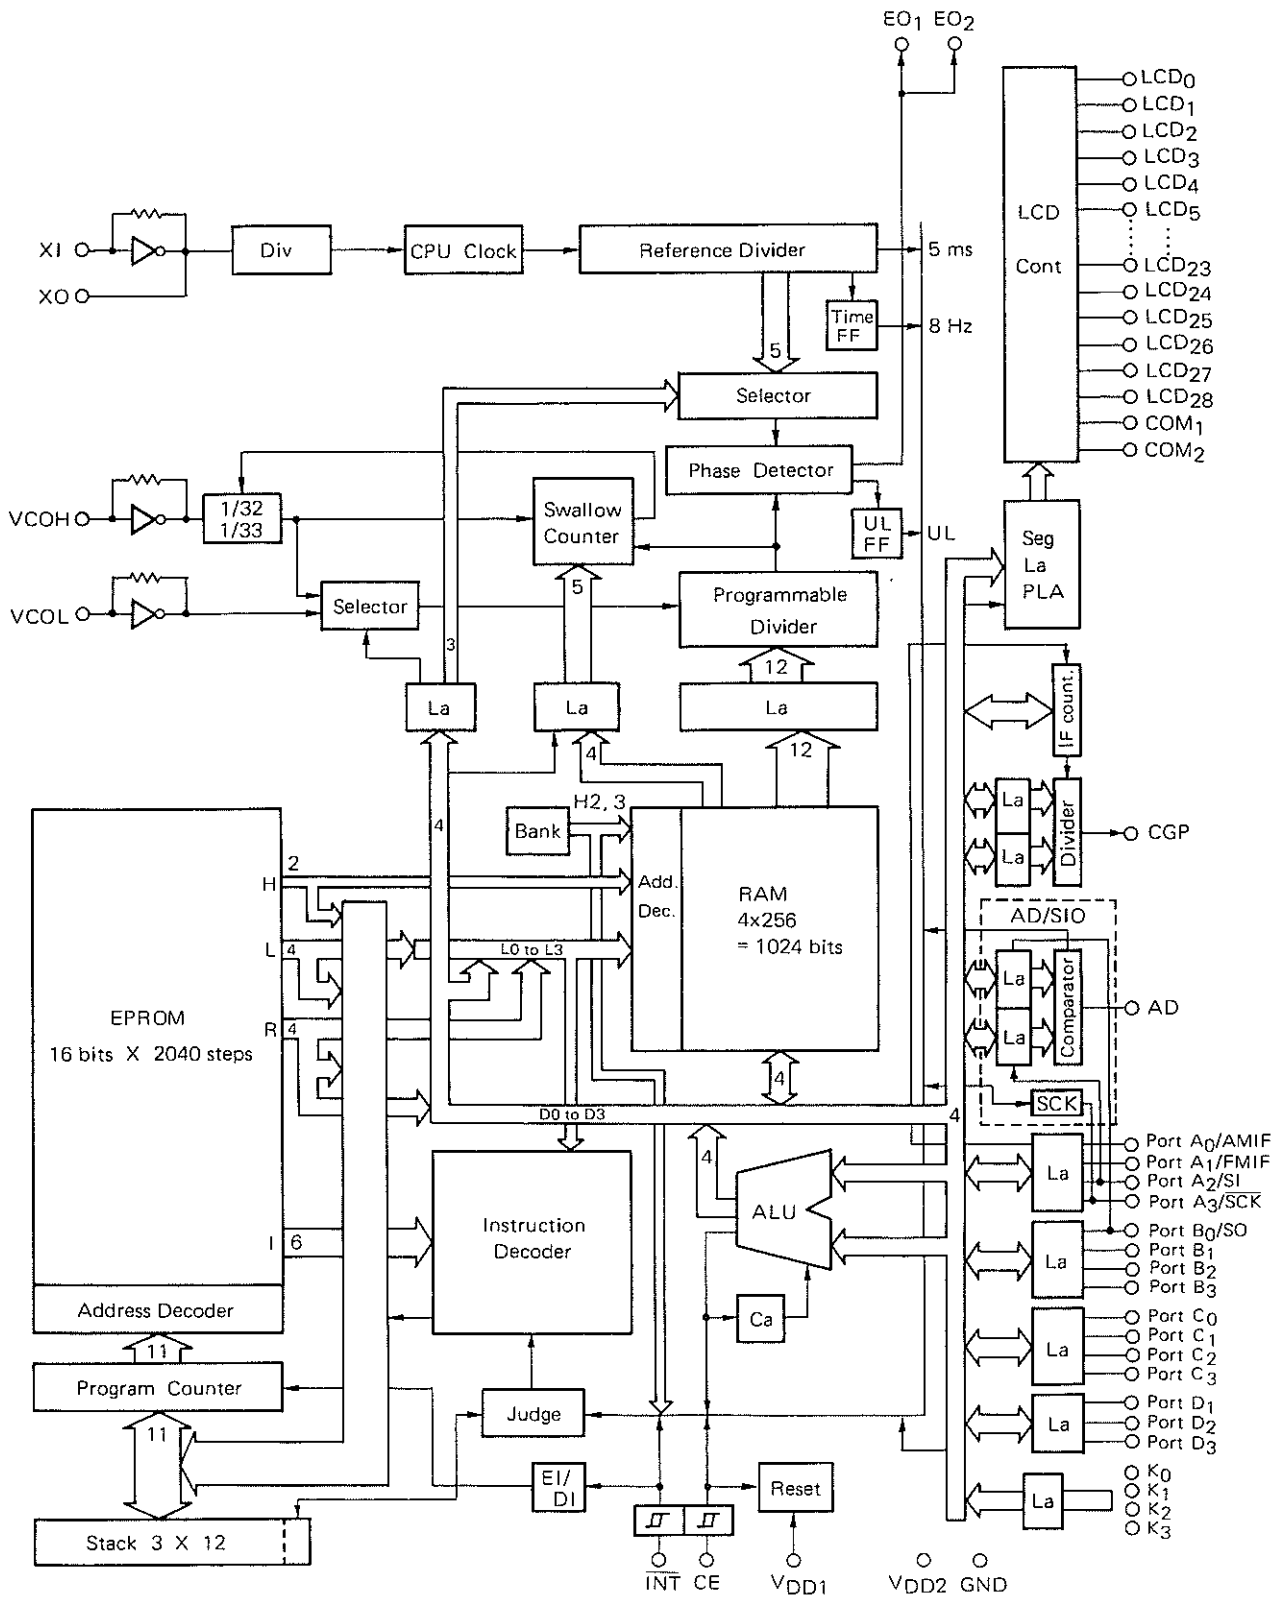 EO1 EO2
LCD0
LCD1
LCD2
LCD3
LCD4
LCD5
LCD23
LCD24
LCD25
LCD26
LCD27
LCD28
COM1
COM2
LCD
Cont
XI
XO
Div
CPU Clock
Reference Divider
5 ms
Time
FF
8 Hz
5
Selector
Phase Detector
UL
FF
UL
VCOH
1/32
1/33
Swallow
Counter
Seg
La
PLA
VCOL
Selector
5
Programmable
Divider
3
12
La
La
La
IF count.
4
12
4
H2, 3
Bank
La
La
Divider
CGP
2
H
L
4
R
4
EPROM
16 bits X 2040 steps
Add.
Dec.
RAM
4x256
= 1024 bits
L0 to L3
AD/SIO
La
La
Comparator
AD
SCK
4
D0 to D3
4
4
I
6
Instruction
Decoder
ALU
Ca
Address Decoder
11
Program Counter
11
Stack 3 X 12
Judge
EI/
DI
Reset
INT
CE
VDD1
VDD2
GND
La
Port A0/AMIF
Port A1/FMIF
Port A2/SI
Port A3/SCK
La
Port B0/SO
Port B1
Port B2
Port B3
La
Port C0
Port C1
Port C2
Port C3
La
Port D1
Port D2
Port D3
La
K0
K1
K2
K3